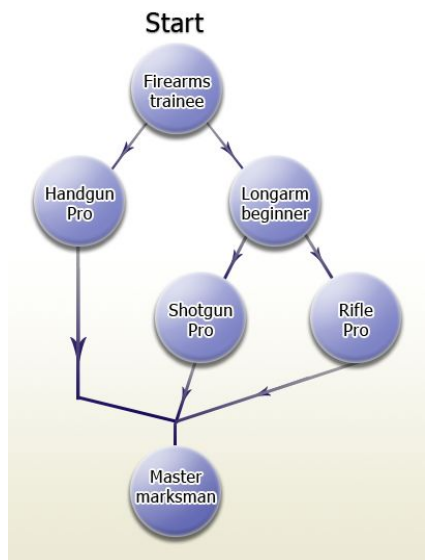 Start
Firearms
trainee
Handgun
Pro
Longarm
beginner
Shotgun
Pro
Rifle
Pro
Master
marksman